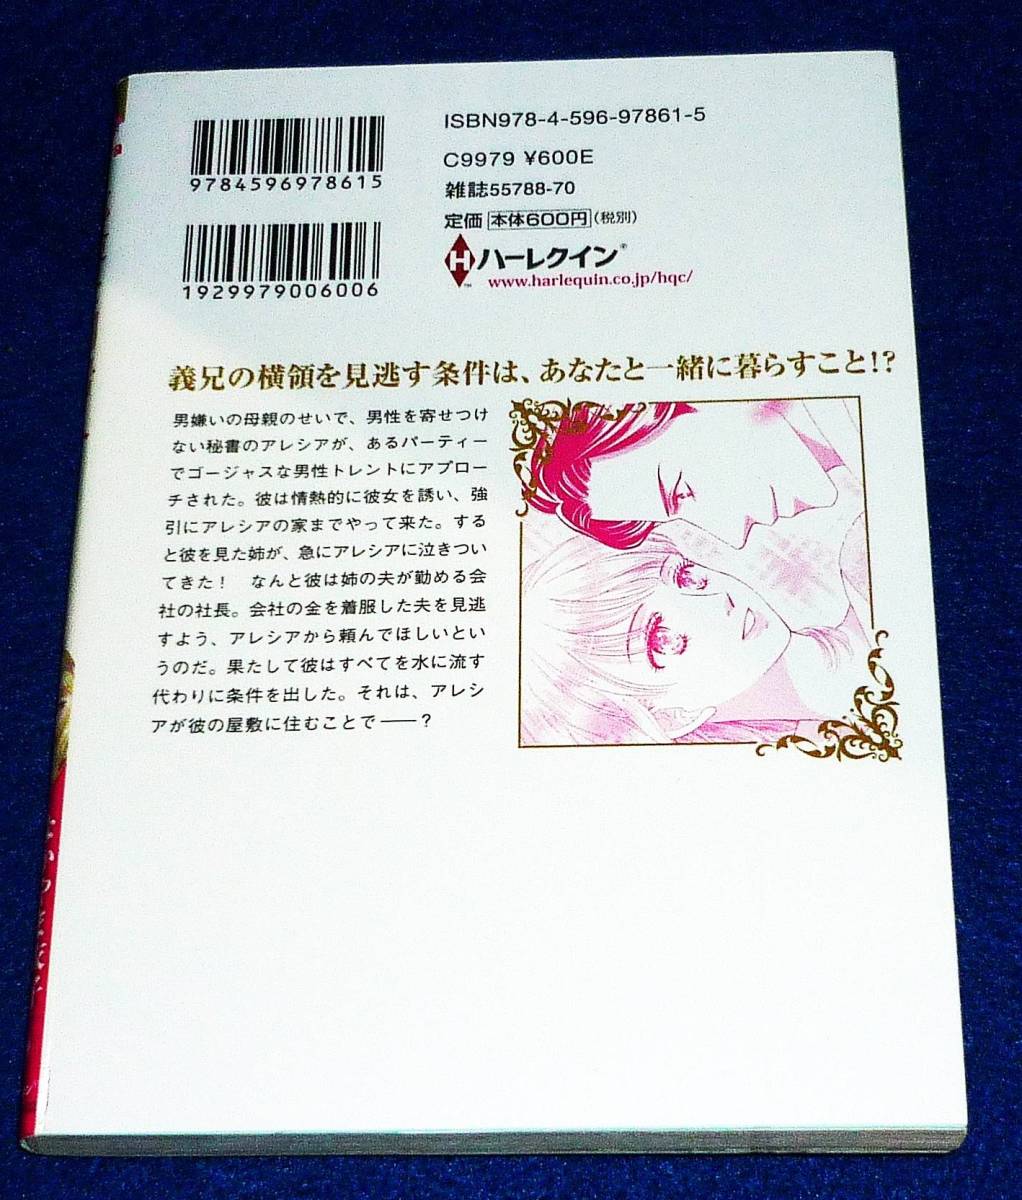 ISBN978-4-596-97861-5
C9979 ¥600E
雑誌55788-70
定価 本体600円 (税別)
H ハーレクイン®
™ www.harlequin.co.jp/hqc/
9784596978615
1929979006006
義兄の横領を見逃す条件は、あなたと一緒に暮らすこと!?
男嫌いの母親のせいで、男性を寄せつけ
ない秘書のアレシアが、あるパーティー
でゴージャスな男性トレントにアプロー
チされた。彼は情熱的に彼女を誘い、強
引にアレシアの家までやって来た。する
と彼を見た姉が、急にアレシアに泣きつい
てきた！　なんと彼は姉の夫が勤める会
社の社長。会社の金を着服した夫を見逃
すよう、アレシアから頼んでほしいとい
うのだ。果たして彼はすべてを水に流す
代わりに条件を出した。それは、アレシ
アが彼の屋敷に住むことで――？